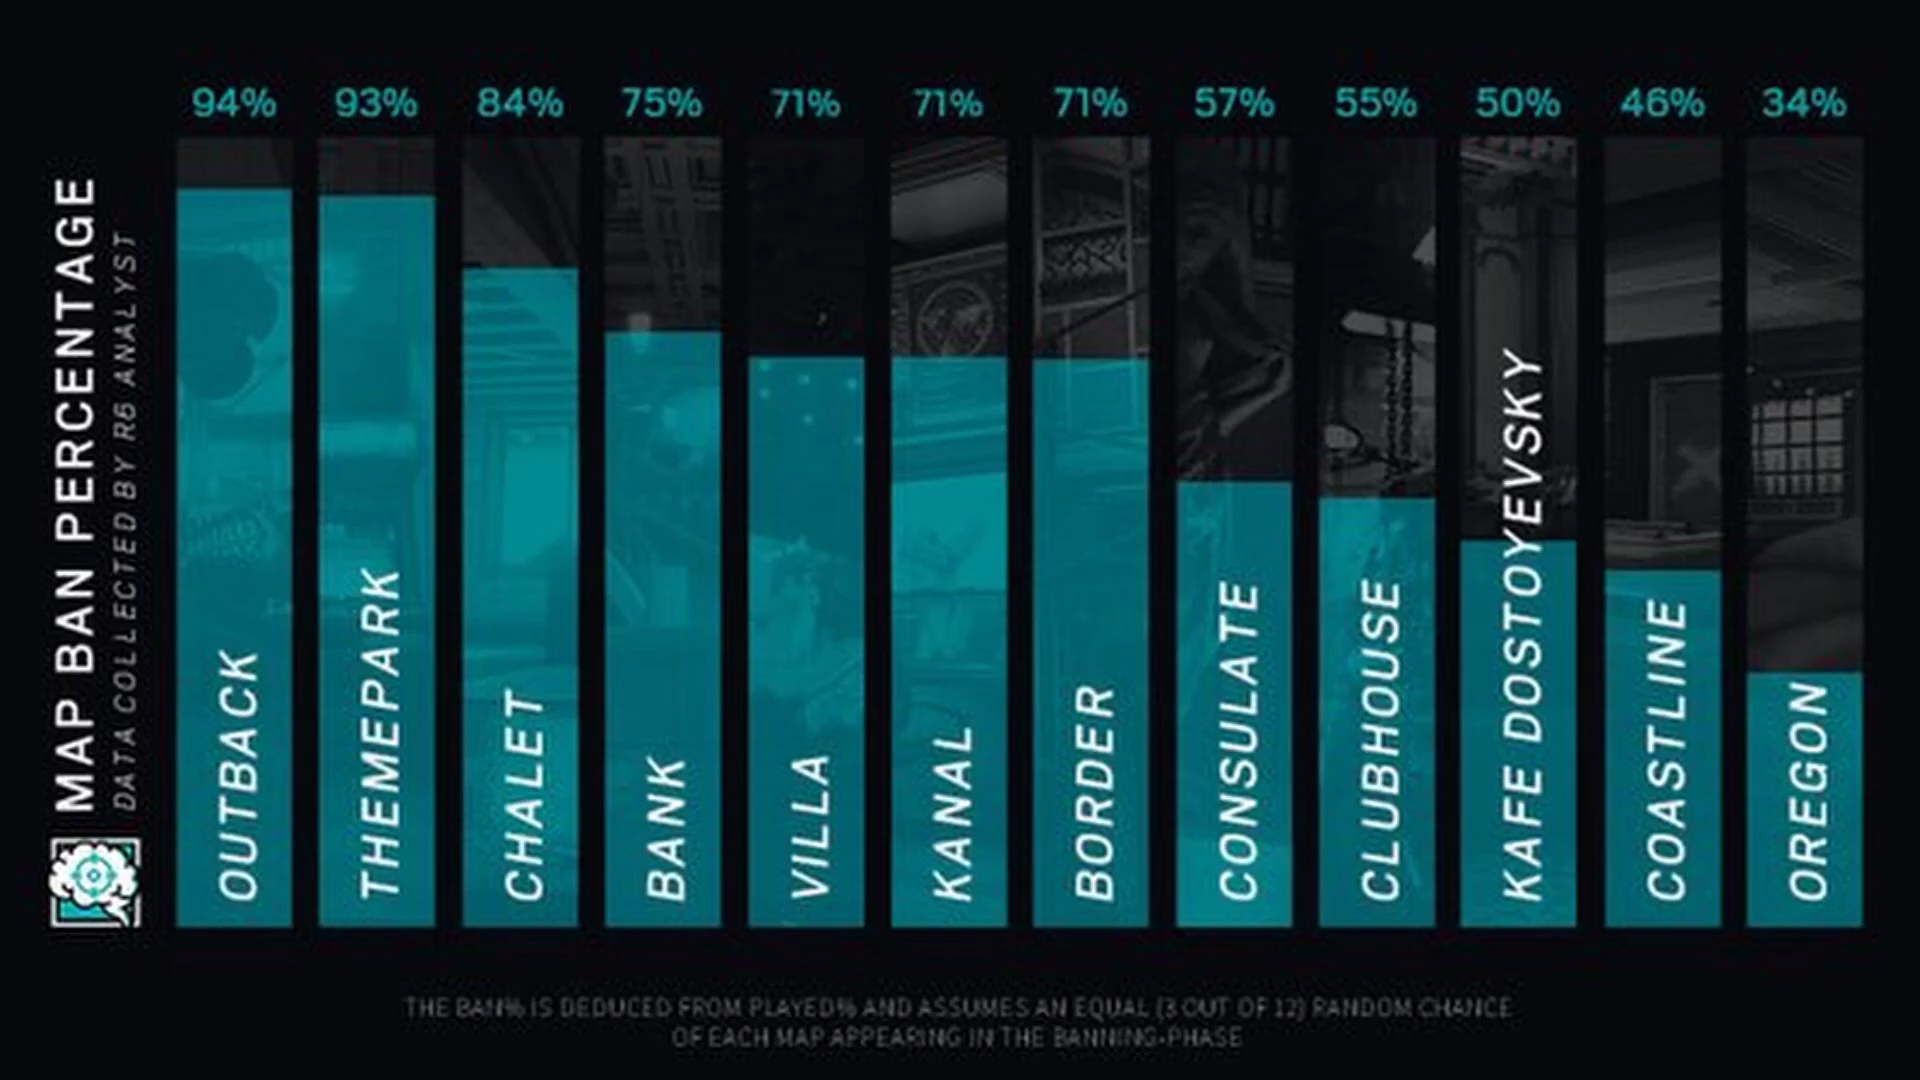 MAP BAN PERCENTAGE
DATA COLLECTED BY R6 ANALYST
94%
93%
84%
75%
71%
71%
71%
57%
55%
50%
46%
34%
OUTBACK
THEMEPARK
CHALET
BANK
VILLA
KANAL
BORDER
CONSULATE
CLUBHOUSE
KAFE DOSTOYEVSKY
COASTLINE
OREGON
THE BAN% IS DEDUCED FROM PLAYED% AND ASSUMES AN EQUAL (3 OUT OF 12) RANDOM CHANCE
OF EACH MAP APPEARING IN THE BANNING-PHASE